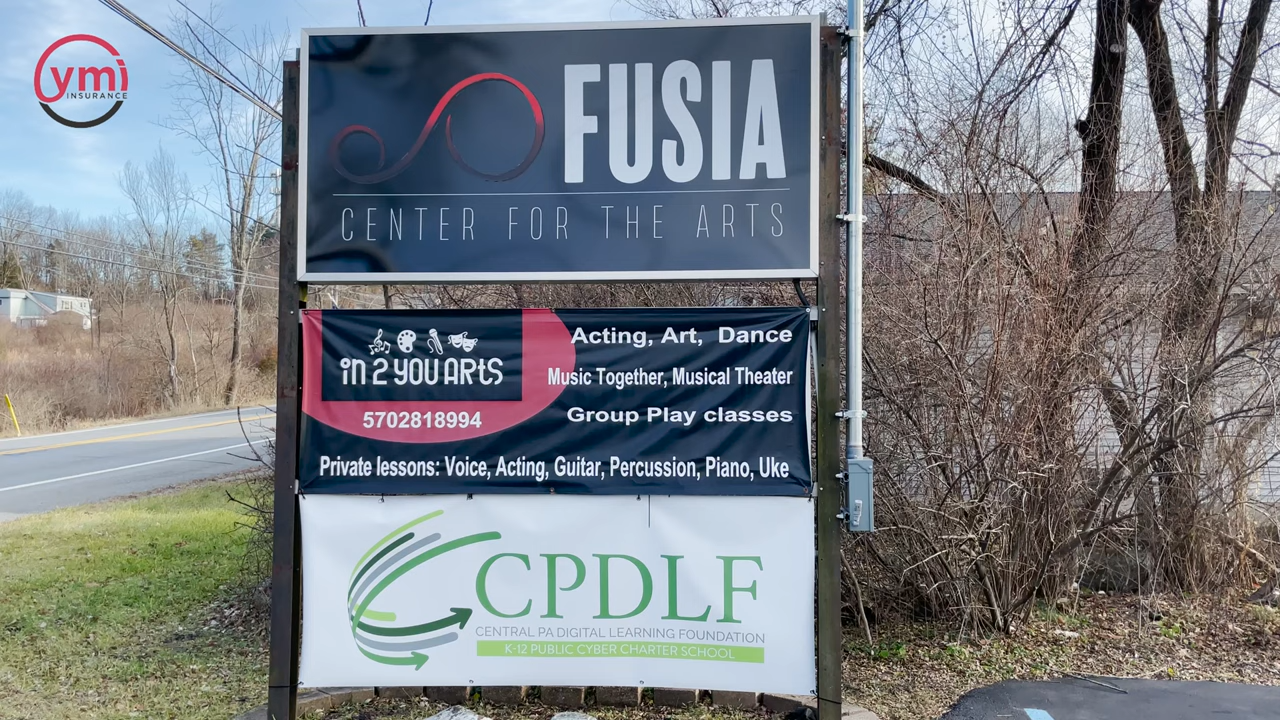 ymi
INSURANCE
FUSIA
CENTER FOR THE ARTS
in 2 YOU ARTS
5702818994
Acting, Art, Dance
Music Together, Musical Theater
Group Play classes
Private lessons: Voice, Acting, Guitar, Percussion, Piano, Uke
CPDLF
CENTRAL PA DIGITAL LEARNING FOUNDATION
K-12 PUBLIC CYBER CHARTER SCHOOL